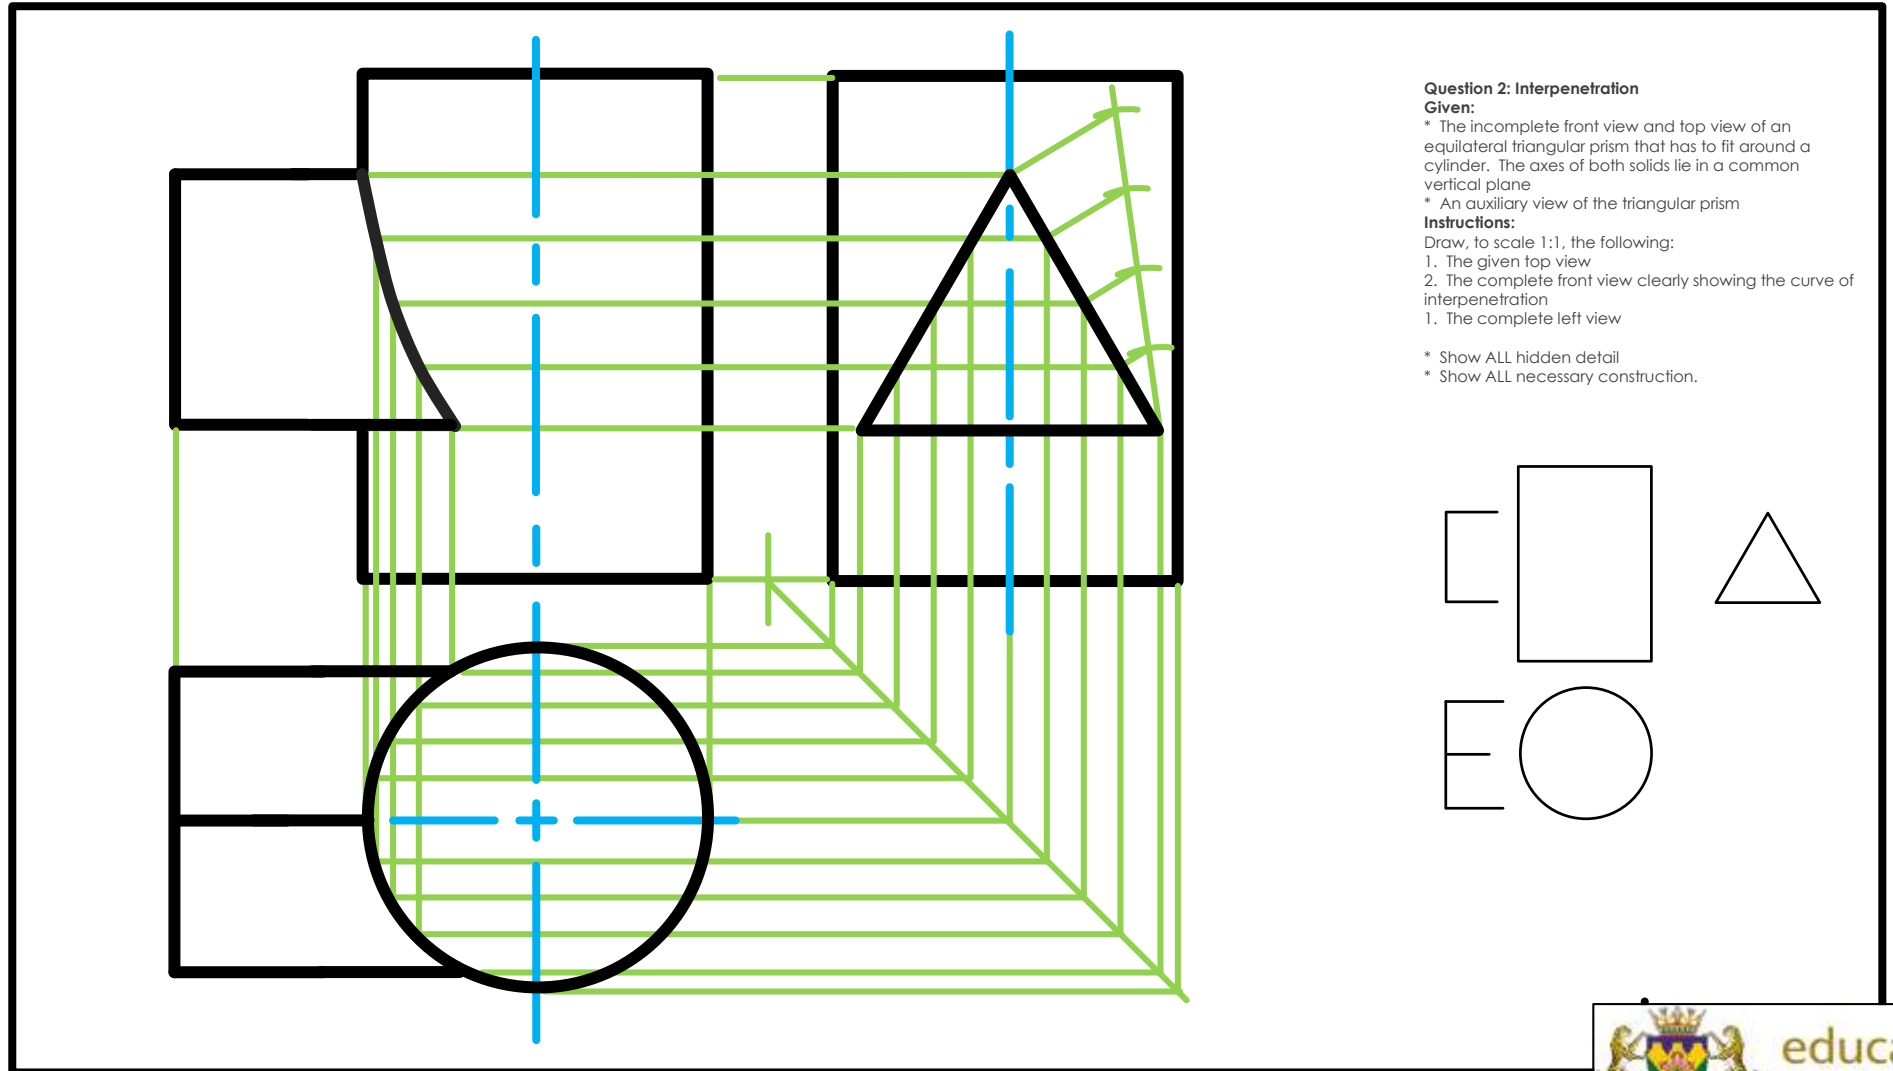 Question 2: Interpenetration
Given:
* The incomplete front view and top view of an
equilateral triangular prism that has to fit around a
cylinder. The axes of both solids lie in a common
vertical plane
* An auxiliary view of the triangular prism
Instructions:
Draw, to scale 1:1, the following:
1. The given top view
2. The complete front view clearly showing the curve of
interpenetration
1. The complete left view
* Show ALL hidden detail
* Show ALL necessary construction.